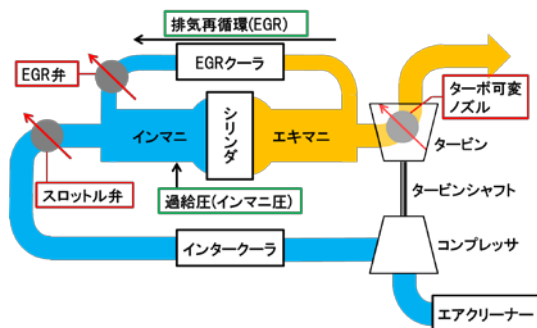 排気再循環(EGR)
EGR弁
EGRクーラ
ターボ可変
ノズル
インマニ
シリンダ
エキマニ
タービン
スロットル弁
過給圧(インマニ圧)
タービンシャフト
インタークーラ
コンプレッサ
エアクリーナー